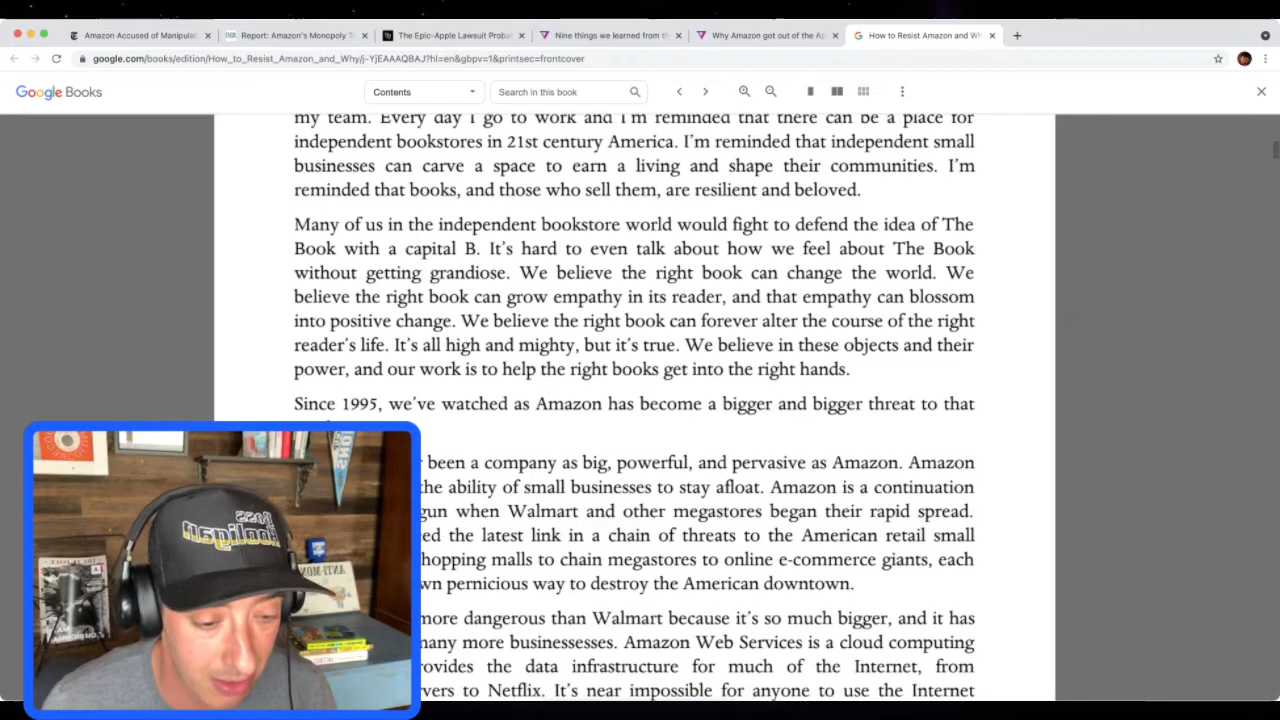 Amazon Accused of Manipulat
Report: Amazon's Monopoly T
The Epic-Apple Lawsuit Probab
Nine things we learned from th
Why Amazon got out of the Ap
How to Resist Amazon and Wh
google.com/books/edition/How_to_Resist_Amazon_and_Why/j-YjEAAAQBAJ?hl=en&gbpv=1&printsec=frontcover
Google Books
Contents
Search in this book
my team. Every day I go to work and I'm reminded that there can be a place for
independent bookstores in 21st century America. I'm reminded that independent small
businesses can carve a space to earn a living and shape their communities. I'm
reminded that books, and those who sell them, are resilient and beloved.
Many of us in the independent bookstore world would fight to defend the idea of The
Book with a capital B. It's hard to even talk about how we feel about The Book
without getting grandiose. We believe the right book can change the world. We
believe the right book can grow empathy in its reader, and that empathy can blossom
into positive change. We believe the right book can forever alter the course of the right
reader's life. It's all high and mighty, but it's true. We believe in these objects and their
power, and our work is to help the right books get into the right hands.
Since 1995, we've watched as Amazon has become a bigger and bigger threat to that
been a company as big, powerful, and pervasive as Amazon. Amazon
the ability of small businesses to stay afloat. Amazon is a continuation
gun when Walmart and other megastores began their rapid spread.
ed the latest link in a chain of threats to the American retail small
hopping malls to chain megastores to online e-commerce giants, each
wn pernicious way to destroy the American downtown.
more dangerous than Walmart because it's so much bigger, and it has
many more businessesses. Amazon Web Services is a cloud computing
rovides the data infrastructure for much of the Internet, from
rvers to Netflix. It's near impossible for anyone to use the Internet
ANTI-MON